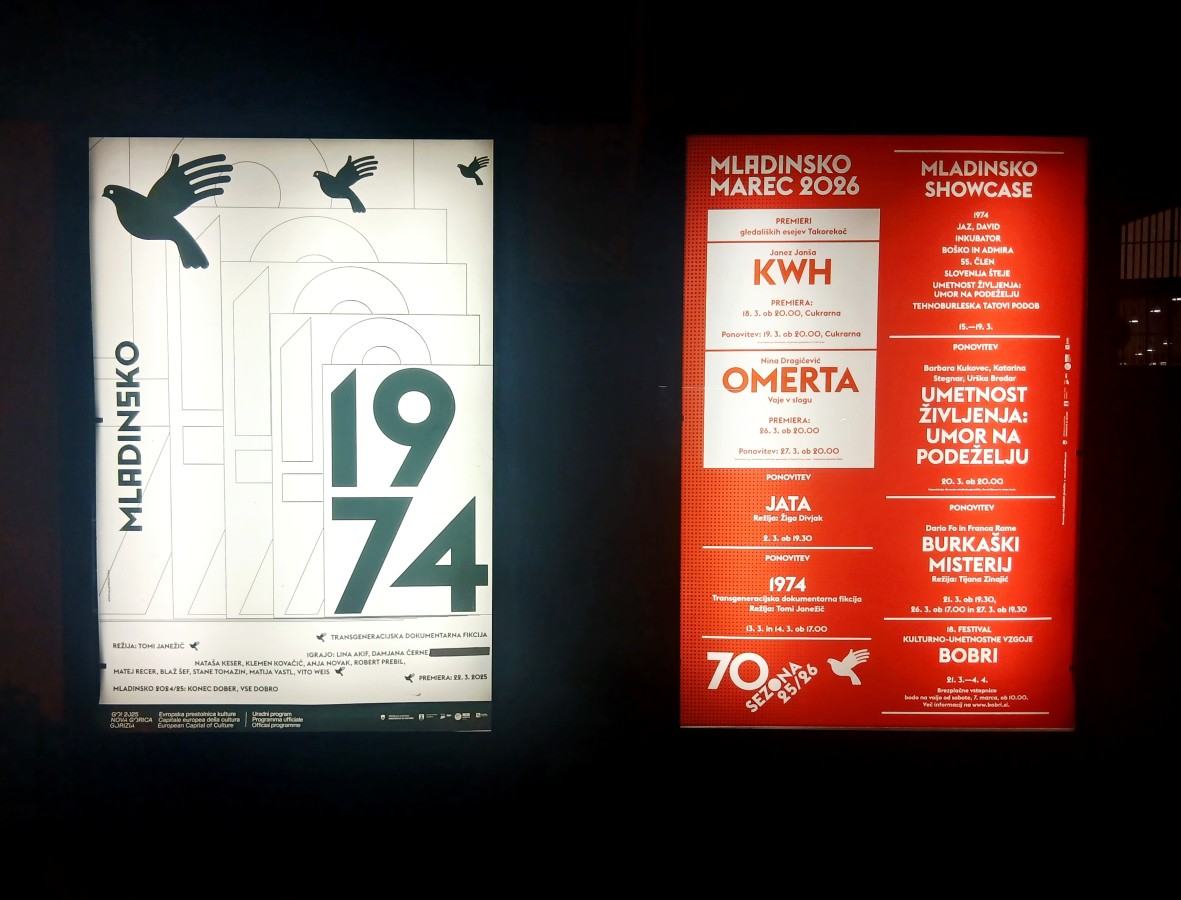 MLADINSKO
19
74
REŽIJA: TOMI JANEŽIČ
TRANSGENERACIJSKA DOKUMENTARNA FIKCIJA
IGRAJO: LINA AKIF, DAMJANA ČERNE,
NATAŠA KESER, KLEMEN KOVAČIČ, ANJA NOVAK, ROBERT PREBIL,
MATEJ RECER, BLAŽ ŠEF, STANE TOMAZIN, MATIJA VASTL, VITO WEIS
PREMIERA: 22. 3. 2025
MLADINSKO 2024/25: KONEC DOBER, VSE DOBRO
GO! 2025
NOVA GORICA
GORIZIA
Evropska prestolnica kulture
Capitale europea della cultura
European Capital of Culture
Uradni program
Programma ufficiale
Official programme
MLADINSKO
MAREC 2026
PREMIERI
gledaliških esejev Takorekoč
Janez Janša
KWH
PREMIERA:
18. 3. ob 20.00, Cukrarna
Ponovitev: 19. 3. ob 20.00, Cukrarna
Nina Dragičević
OMERTA
Vaje v slogu
PREMIERA:
26. 3. ob 20.00
Ponovitev: 27. 3. ob 20.00
PONOVITEV
JATA
Režija: Žiga Divjak
2. 3. ob 19.30
PONOVITEV
1974
Transgeneracijska dokumentarna fikcija
Režija: Tomi Janežič
13. 3. in 14. 3. ob 17.00
70
SEZONA
25/26
MLADINSKO
SHOWCASE
1974
JAZ, DAVID
INKUBATOR
BOŠKO IN ADMIRA
55. ČLEN
SLOVENIJA ŠTEJE
UMETNOST ŽIVLJENJA:
UMOR NA PODEŽELJU
TEHNOBURLESKA TATOVI PODOB
15.—19. 3.
PONOVITEV
Barbara Kukovec, Katarina
Stegnar, Urška Brodar
UMETNOST
ŽIVLJENJA:
UMOR NA
PODEŽELJU
20. 3. ob 20.00
PONOVITEV
Dario Fo in Franca Rame
BURKAŠKI
MISTERIJ
Režija: Tijana Zinajić
21. 3. ob 19.30,
26. 3. ob 17.00 in 27. 3. ob 19.30
18. FESTIVAL
KULTURNO-UMETNOSTNE VZGOJE
BOBRI
21. 3.—4. 4.
Brezplačne vstopnice
bodo na voljo od sobote, 7. marca, ob 10.00.
Več informacij na www.bobri.si.